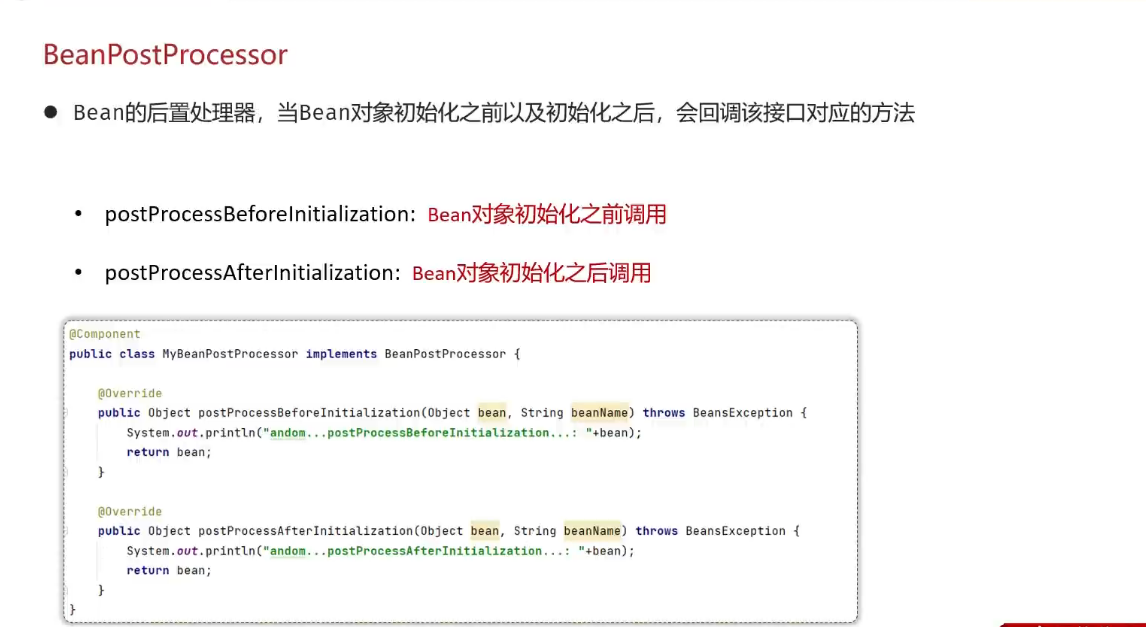 BeanPostProcessor
● Bean的后置处理器，当Bean对象初始化之前以及初始化之后，会回调该接口对应的方法
• postProcessBeforeInitialization: Bean对象初始化之前调用
• postProcessAfterInitialization: Bean对象初始化之后调用
@Component
public class MyBeanPostProcessor implements BeanPostProcessor {
@Override
public Object postProcessBeforeInitialization(Object bean, String beanName) throws BeansException {
System.out.println("andom...postProcessBeforeInitialization...: "+bean);
return bean;
}
@Override
public Object postProcessAfterInitialization(Object bean, String beanName) throws BeansException {
System.out.println("andom...postProcessAfterInitialization...: "+bean);
return bean;
}
}